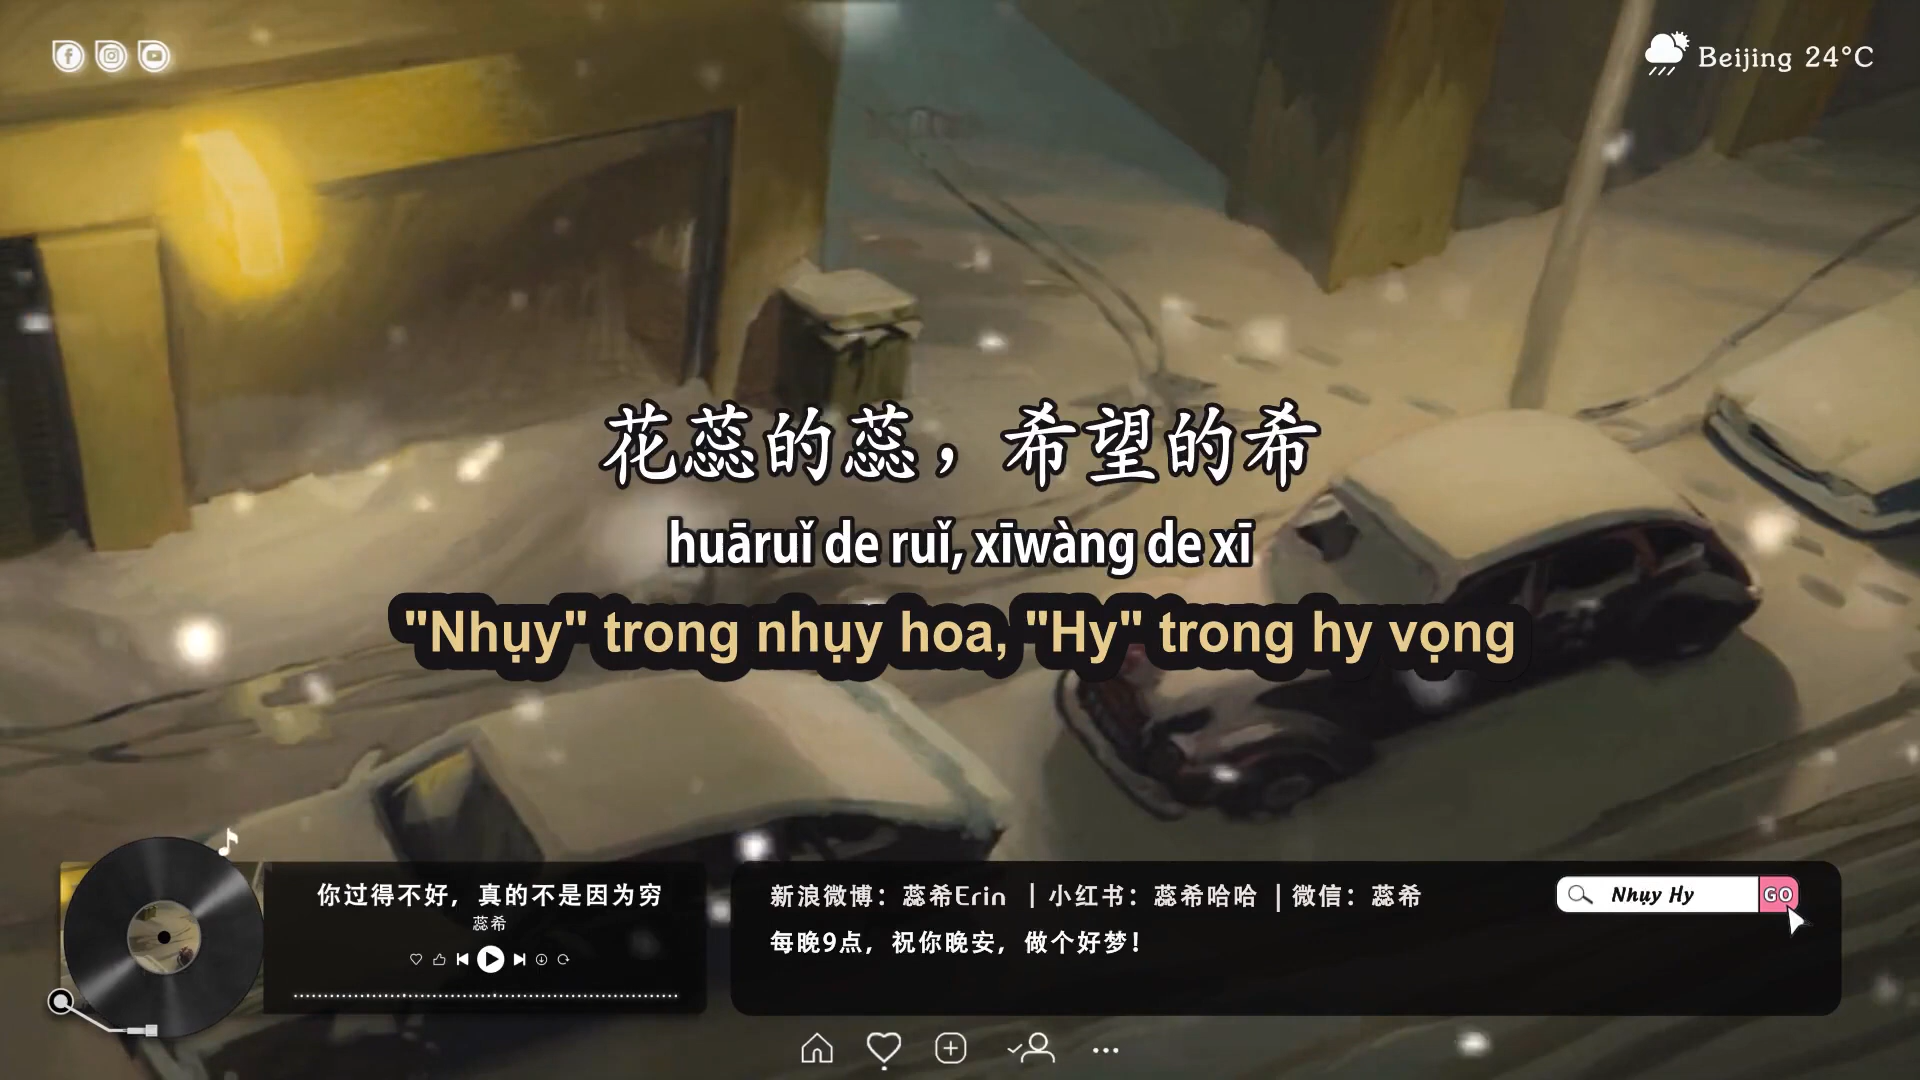 Beijing 24°C
花蕊的蕊，希望的希
huāruǐ de ruǐ, xīwàng de xī
"Nhụy" trong nhụy hoa, "Hy" trong hy vọng
你过得不好，真的不是因为穷
蕊希
新浪微博：蕊希Erin ｜小红书：蕊希哈哈 ｜微信：蕊希
每晚9点，祝你晚安，做个好梦！
Nhụy Hy GO